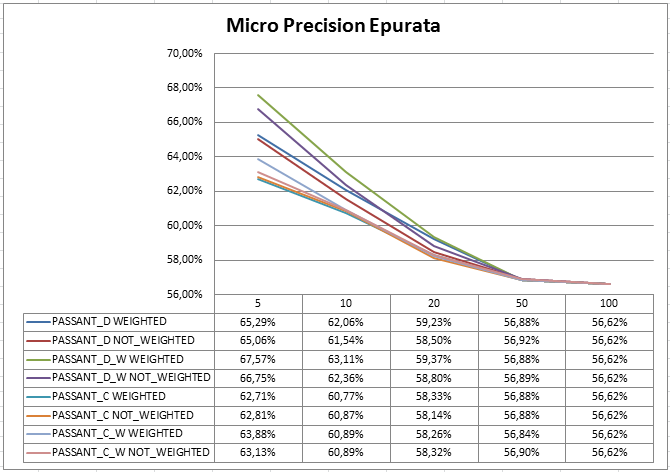 Micro Precision Epurata
70,00%
68,00%
66,00%
64,00%
62,00%
60,00%
58,00%
56,00%
5 10 20 50 100
PASSANT_D WEIGHTED 65,29% 62,06% 59,23% 56,88% 56,62%
PASSANT_D NOT_WEIGHTED 65,06% 61,54% 58,50% 56,92% 56,62%
PASSANT_D_W WEIGHTED 67,57% 63,11% 59,37% 56,88% 56,62%
PASSANT_D_W NOT_WEIGHTED 66,75% 62,36% 58,80% 56,89% 56,62%
PASSANT_C WEIGHTED 62,71% 60,77% 58,33% 56,88% 56,62%
PASSANT_C NOT_WEIGHTED 62,81% 60,87% 58,14% 56,88% 56,62%
PASSANT_C_W WEIGHTED 63,88% 60,89% 58,26% 56,84% 56,62%
PASSANT_C_W NOT_WEIGHTED 63,13% 60,89% 58,32% 56,90% 56,62%